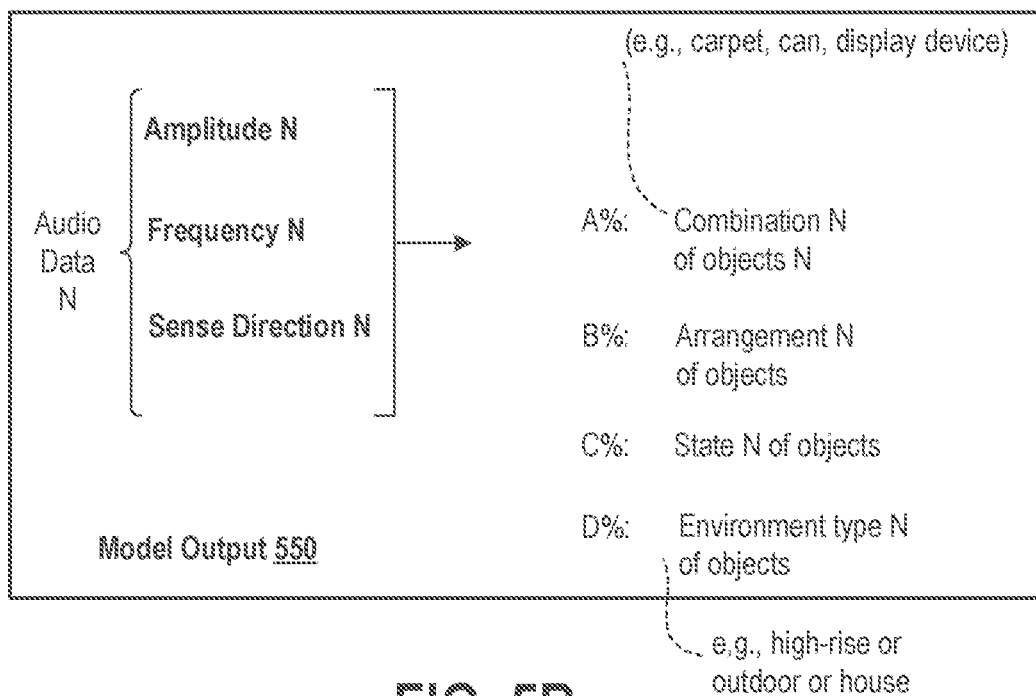 (e.g., carpet, can, display device)
Amplitude N
Audio
Data
N
Frequency N
Sense Direction N
A%: Combination N
of objects N
B%: Arrangement N
of objects
C%: State N of objects
D%: Environment type N
of objects
Model Output 550
e,g., high-rise or
outdoor or house